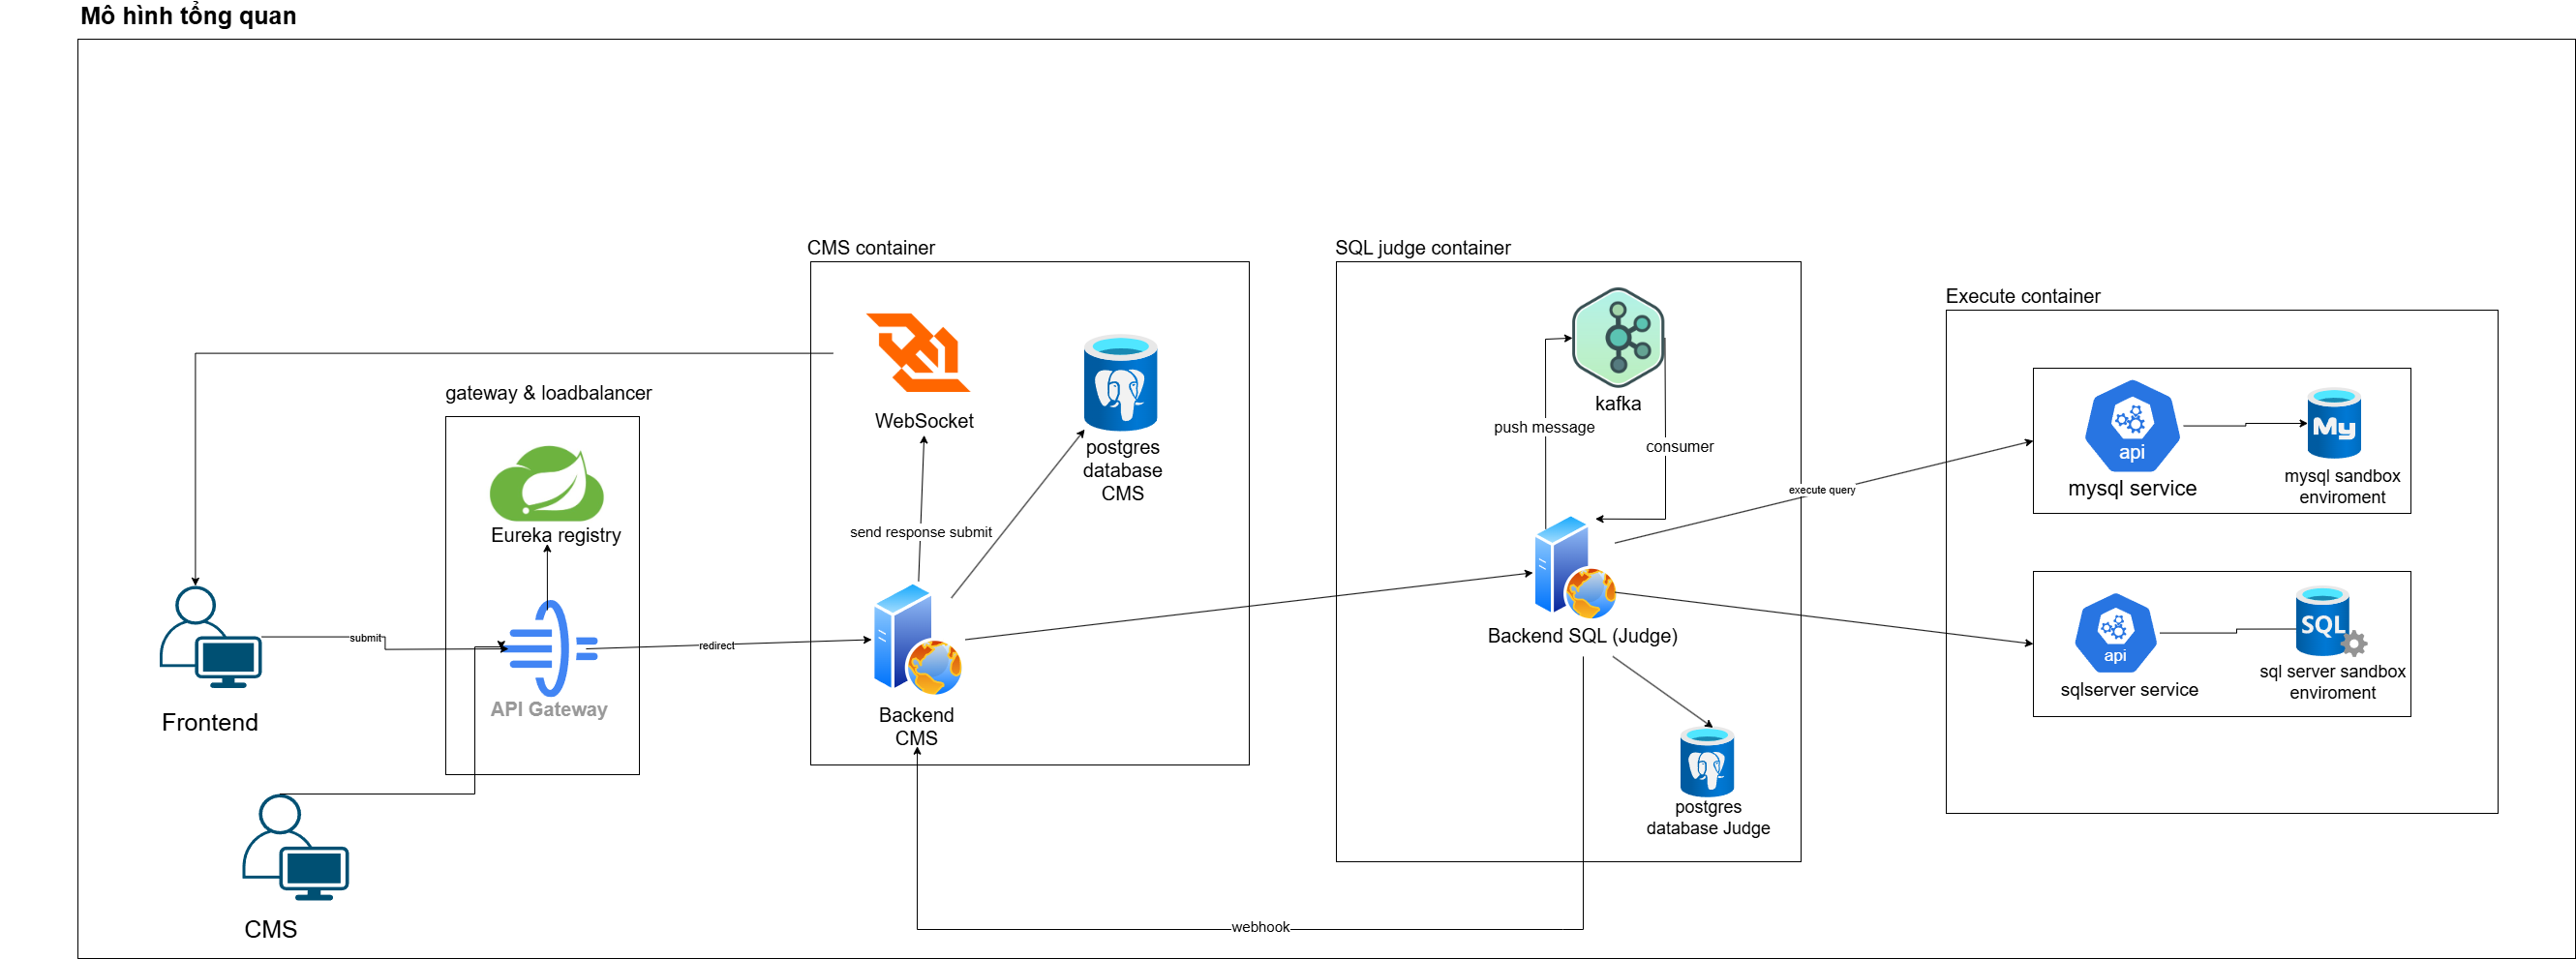 Mô hình tổng quan
CMS container
SQL judge container
Execute container
gateway & loadbalancer
WebSocket
kafka
push message
consumer
postgres
database
CMS
api
mysql service
My
mysql sandbox
enviroment
execute query
Eureka registry
send response submit
submit
redirect
API Gateway
Frontend
Backend
CMS
Backend SQL (Judge)
api
sqlserver service
SQL
sql server sandbox
enviroment
postgres
database Judge
CMS
webhook